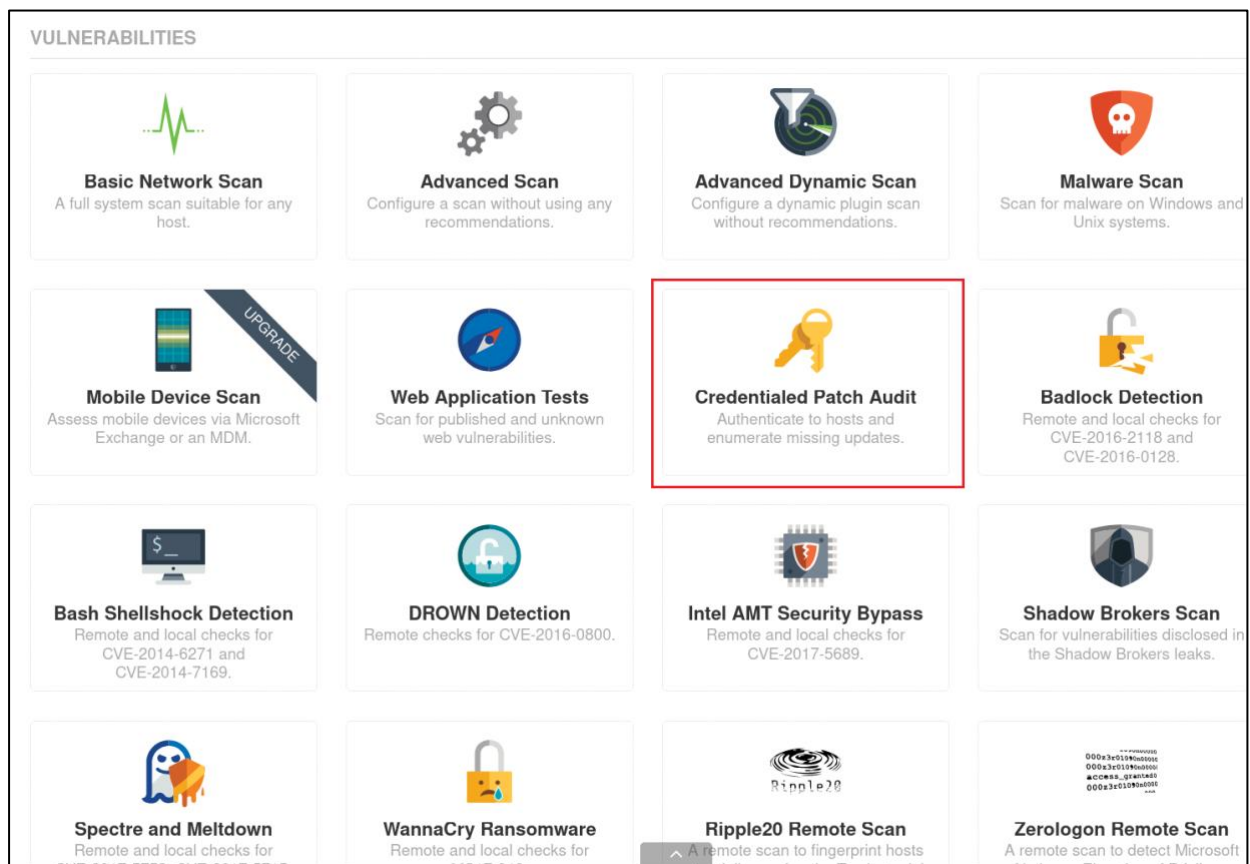 VULNERABILITIES
Basic Network Scan
A full system scan suitable for any
host.
Advanced Scan
Configure a scan without using any
recommendations.
Advanced Dynamic Scan
Configure a dynamic plugin scan
without recommendations.
Malware Scan
Scan for malware on Windows and
Unix systems.
UPGRADE
Mobile Device Scan
Assess mobile devices via Microsoft
Exchange or an MDM.
Web Application Tests
Scan for published and unknown
web vulnerabilities.
Credentialed Patch Audit
Authenticate to hosts and
enumerate missing updates.
Badlock Detection
Remote and local checks for
CVE-2016-2118 and
CVE-2016-0128.
$_
Bash Shellshock Detection
Remote and local checks for
CVE-2014-6271 and
CVE-2014-7169.
DROWN Detection
Remote checks for CVE-2016-0800.
Intel AMT Security Bypass
Remote and local checks for
CVE-2017-5689.
Shadow Brokers Scan
Scan for vulnerabilities disclosed in
the Shadow Brokers leaks.
Spectre and Meltdown
Remote and local checks for
WannaCry Ransomware
Remote and local checks for
Ripple20
Ripple20 Remote Scan
A remote scan to fingerprint hosts
access_granted
Zerologon Remote Scan
A remote scan to detect Microsoft